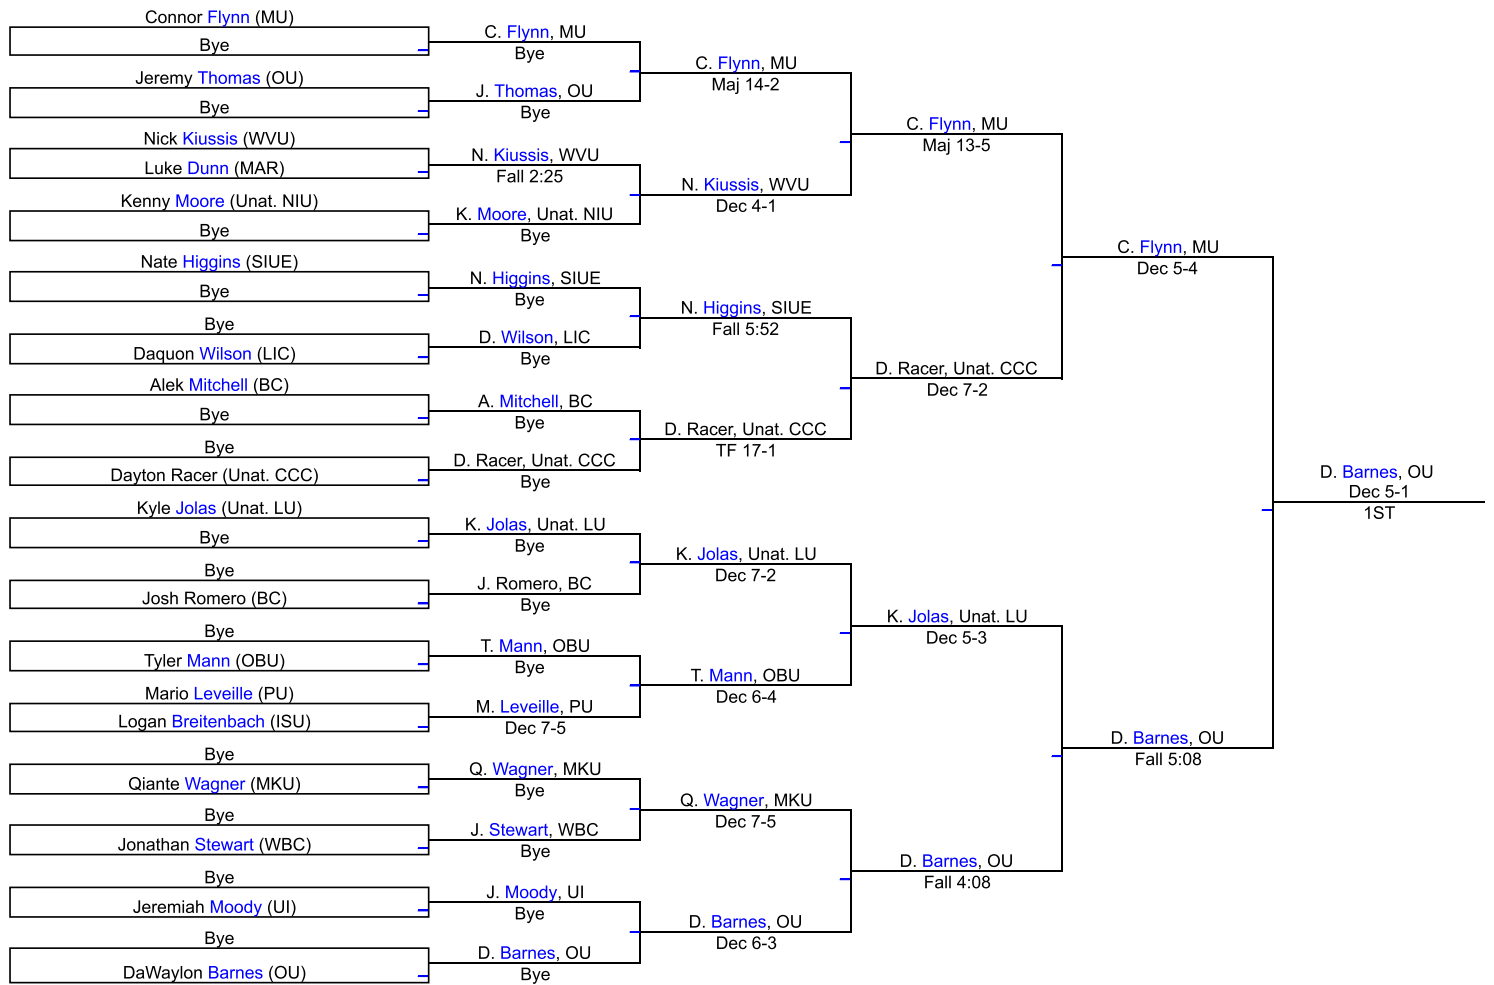 Connor Flynn (MU)
Bye
Jeremy Thomas (OU)
Bye
Nick Kiussis (WVU)
Luke Dunn (MAR)
Kenny Moore (Unat. NIU)
Bye
Nate Higgins (SIUE)
Bye
Bye
Daquon Wilson (LIC)
Alek Mitchell (BC)
Bye
Bye
Dayton Racer (Unat. CCC)
Kyle Jolas (Unat. LU)
Bye
Bye
Josh Romero (BC)
Bye
Tyler Mann (OBU)
Mario Leveille (PU)
Logan Breitenbach (ISU)
Bye
Qiante Wagner (MKU)
Bye
Jonathan Stewart (WBC)
Bye
Jeremiah Moody (UI)
Bye
DaWaylon Barnes (OU)
C. Flynn, MU
Bye
J. Thomas, OU
Bye
N. Kiussis, WVU
Fall 2:25
K. Moore, Unat. NIU
Bye
N. Higgins, SIUE
Bye
D. Wilson, LIC
Bye
A. Mitchell, BC
Bye
D. Racer, Unat. CCC
Bye
K. Jolas, Unat. LU
Bye
J. Romero, BC
Bye
T. Mann, OBU
Bye
M. Leveille, PU
Dec 7-5
Q. Wagner, MKU
Bye
J. Stewart, WBC
Bye
J. Moody, UI
Bye
D. Barnes, OU
Bye
C. Flynn, MU
Maj 14-2
N. Kiussis, WVU
Dec 4-1
N. Higgins, SIUE
Fall 5:52
D. Racer, Unat. CCC
TF 17-1
K. Jolas, Unat. LU
Dec 7-2
T. Mann, OBU
Dec 6-4
Q. Wagner, MKU
Dec 7-5
D. Barnes, OU
Dec 6-3
C. Flynn, MU
Maj 13-5
D. Racer, Unat. CCC
Dec 7-2
K. Jolas, Unat. LU
Dec 5-3
D. Barnes, OU
Fall 4:08
C. Flynn, MU
Dec 5-4
D. Barnes, OU
Fall 5:08
D. Barnes, OU
Dec 5-1
1ST